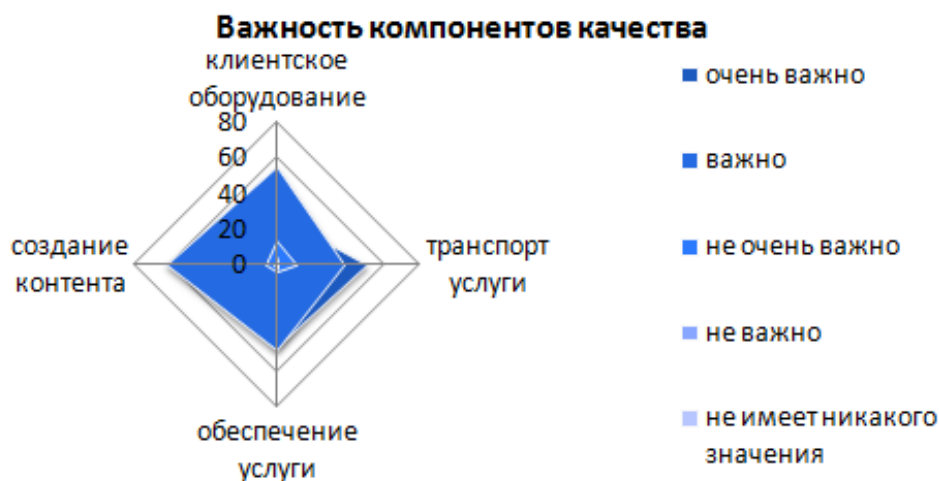 Важность компонентов качества
клиентское
оборудование
80
60
40
20
0
создание
контента
транспорт
услуги
обеспечение
услуги
очень важно
важно
не очень важно
не важно
не имеет никакого
значения